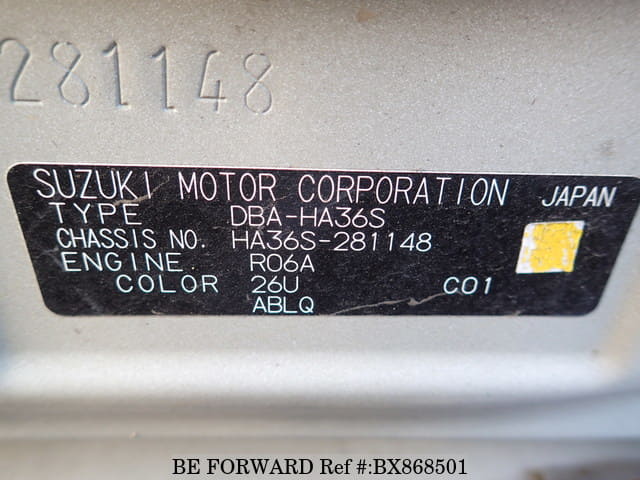 281148
SUZUKI MOTOR CORPORATION JAPAN
TYPE DBA-HA36S
CHASSIS NO. HA36S-281148
ENGINE R06A
COLOR 26U C01
ABLQ
BE FORWARD Ref #:BX868501